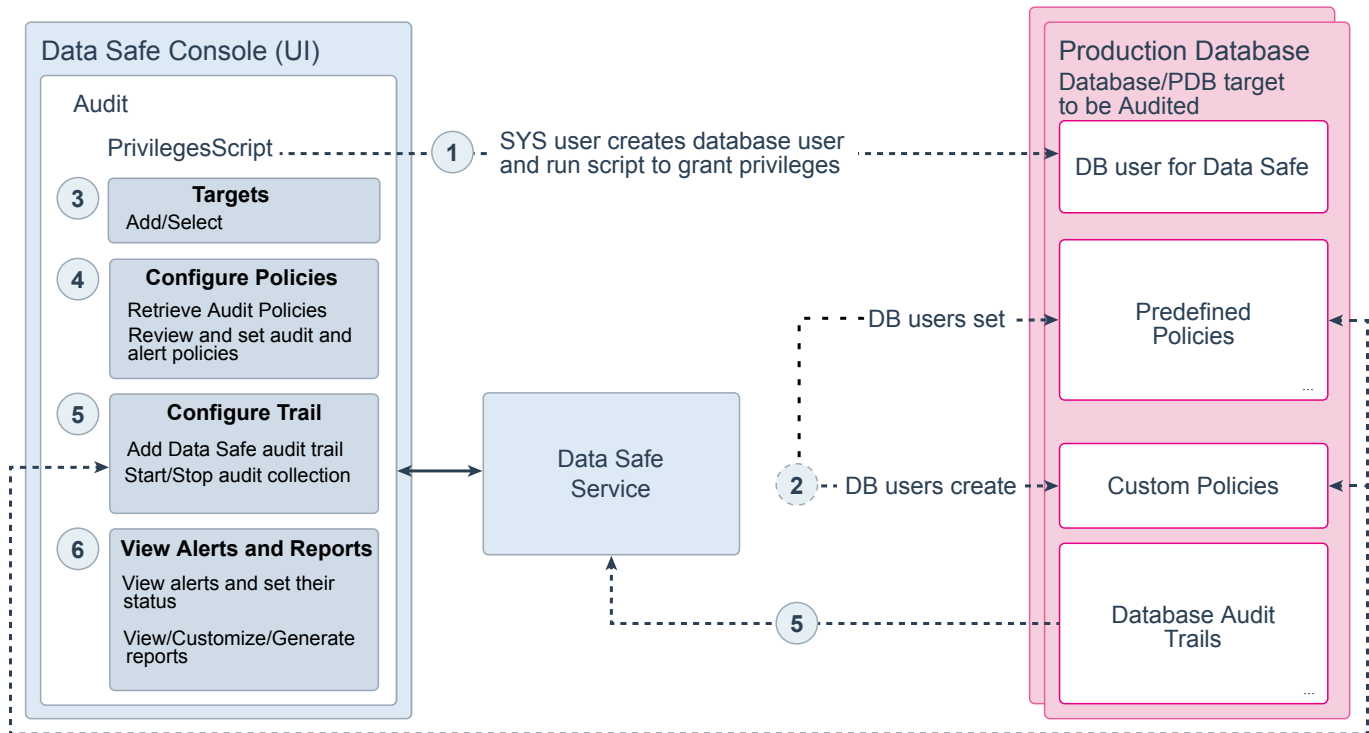 Data Safe Console (UI)
Audit
PrivilegesScript
1
SYS user creates database user
and run script to grant privileges
3
Targets
Add/Select
4
Configure Policies
Retrieve Audit Policies
Review and set audit and
alert policies
5
Configure Trail
Add Data Safe audit trail
Start/Stop audit collection
6
View Alerts and Reports
View alerts and set their
status
View/Customize/Generate
reports
Data Safe
Service
DB users set
2
DB users create
5
Production Database
Database/PDB target
to be Audited
DB user for Data Safe
Predefined
Policies
...
Custom Policies
Database Audit
Trails
...